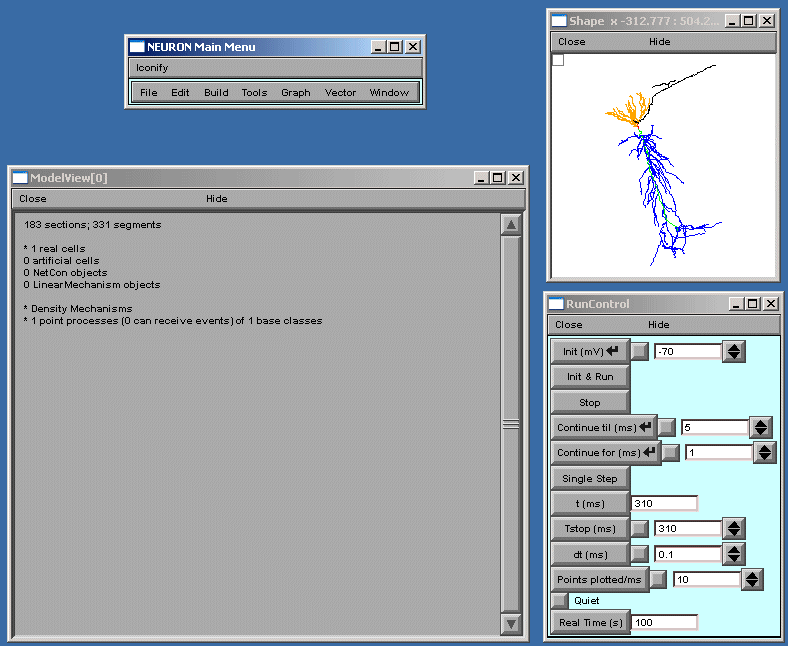 NEURON Main Menu
Iconify
File Edit Build Tools Graph Vector Window
Shape x -312.777 : 504.2...
Close Hide
ModelView[0]
Close Hide
183 sections; 331 segments
* 1 real cells
0 artificial cells
0 NetCon objects
0 LinearMechanism objects
* Density Mechanisms
* 1 point processes (0 can receive events) of 1 base classes
RunControl
Close Hide
Init (mV) -70
Init & Run
Stop
Continue til (ms) 5
Continue for (ms) 1
Single Step
t (ms) 310
Tstop (ms) 310
dt (ms) 0.1
Points plotted/ms 10
Quiet
Real Time (s) 100